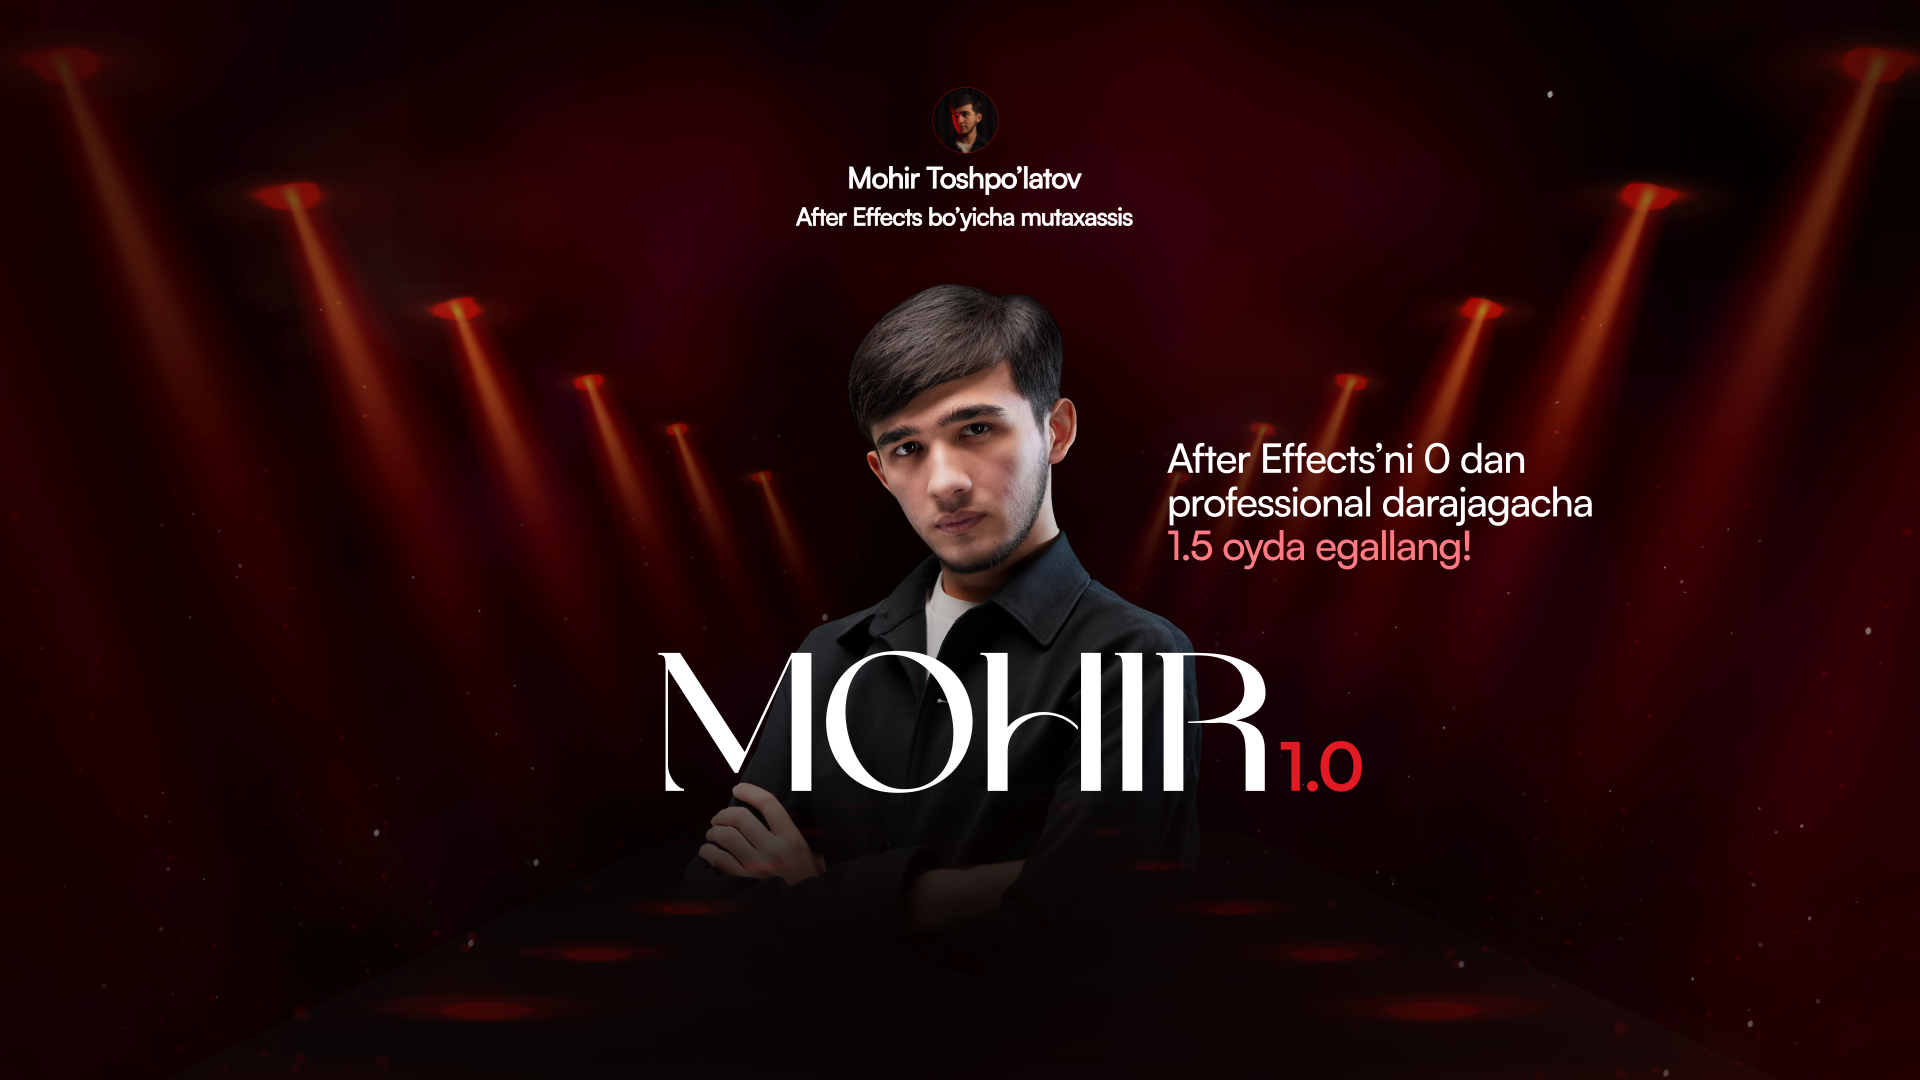 Mohir Toshpo’latov
After Effects bo’yicha mutaxassis
After Effects’ni 0 dan
professional darajagacha
1.5 oyda egallang!
MOHIR 1.0